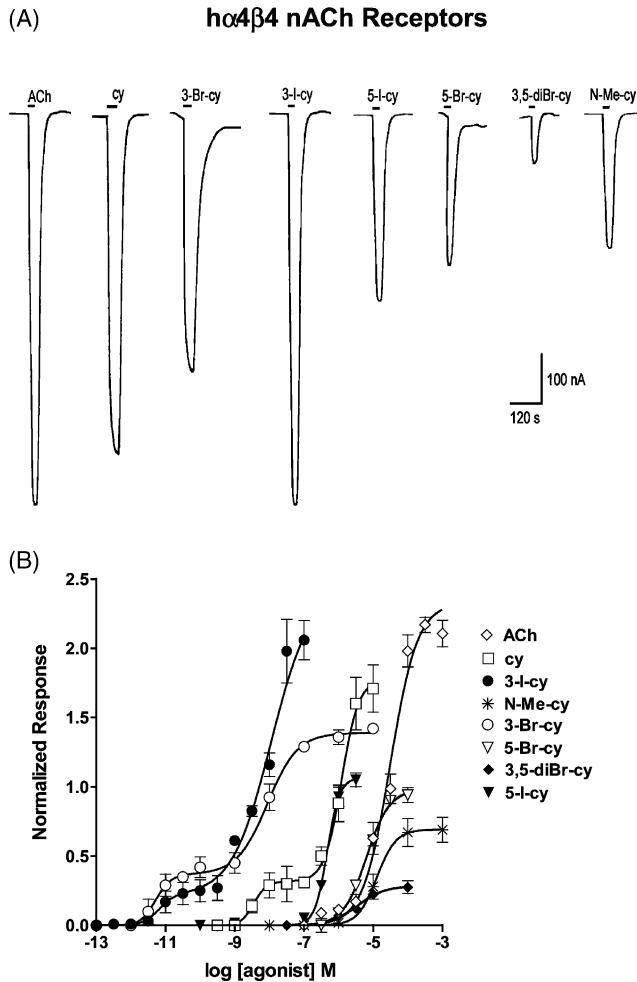 (A)
hα4β4 nACh Receptors
ACh cy 3-Br-cy 3-I-cy 5-I-cy 5-Br-cy 3,5-diBr-cy N-Me-cy
100 nA
120 s
(B)
Normalized Response
2.5
2.0
1.5
1.0
0.5
0.0
-13 -11 -9 -7 -5 -3
log [agonist] M
ACh
cy
3-I-cy
N-Me-cy
3-Br-cy
5-Br-cy
3,5-diBr-cy
5-I-cy